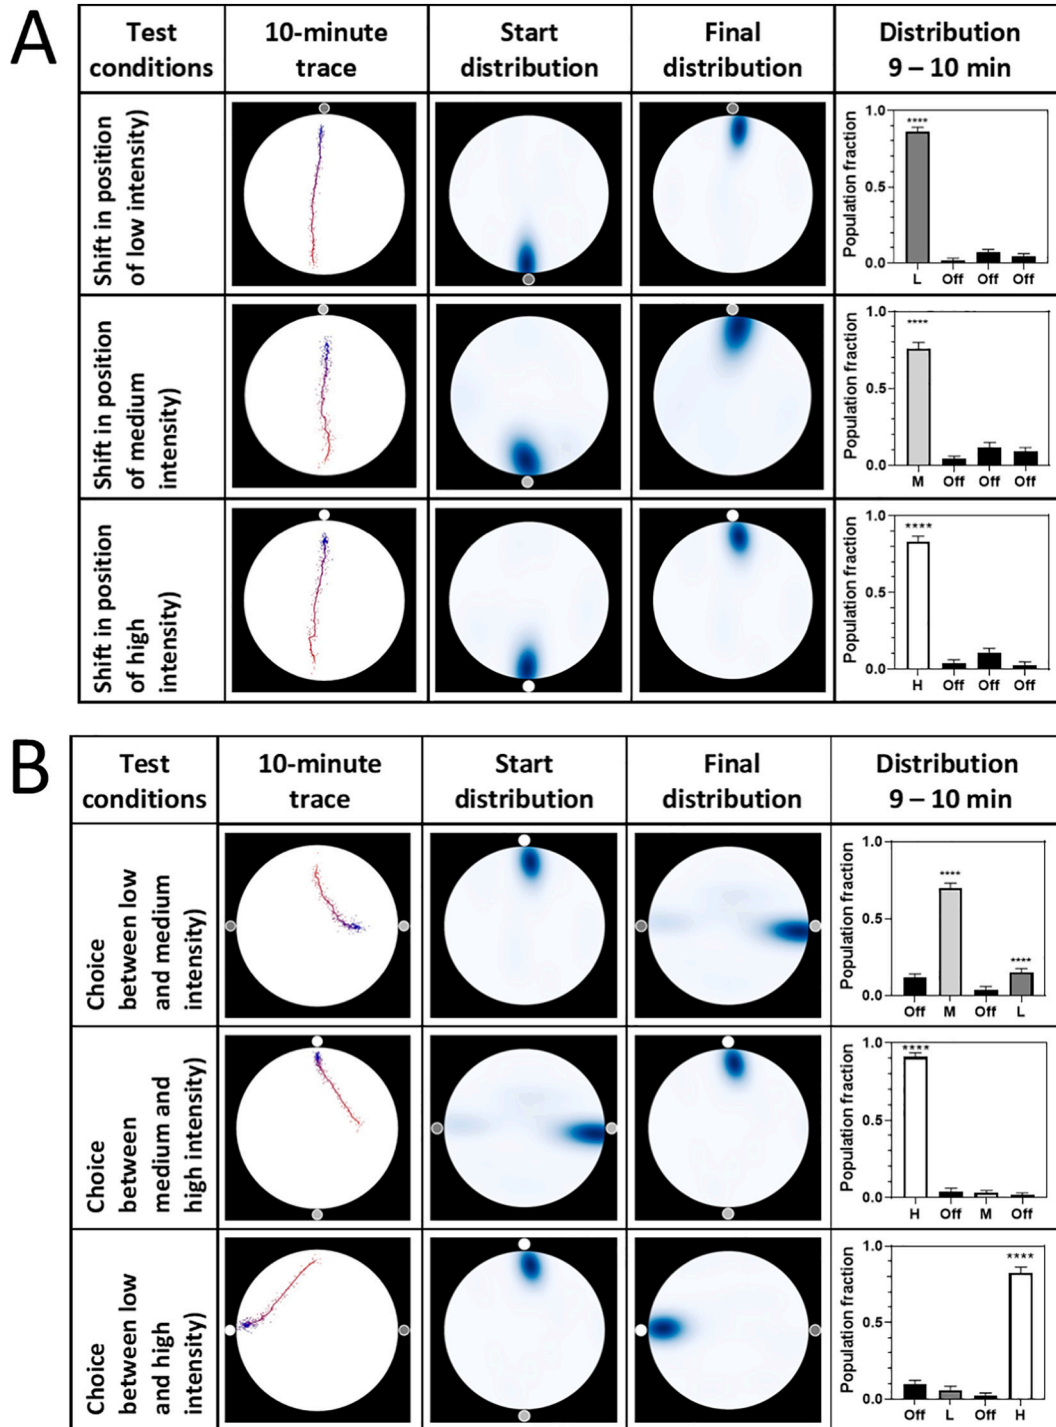 A
Test conditions
10-minute trace
Start distribution
Final distribution
Distribution 9 – 10 min
Shift in position
of low intensity)
Population fraction
1.0
0.5
0.0
****
L Off Off Off
Shift in position
of medium
intensity)
Population fraction
1.0
0.5
0.0
****
M Off Off Off
Shift in position
of high
intensity)
Population fraction
1.0
0.5
0.0
****
H Off Off Off
B
Test conditions
10-minute trace
Start distribution
Final distribution
Distribution 9 – 10 min
Choice
between low
and medium
intensity)
Population fraction
1.0
0.5
0.0
****
****
Off M Off L
Choice
between
medium and
high intensity)
Population fraction
1.0
0.5
0.0
****
H Off M Off
Choice
between low
and high
intensity)
Population fraction
1.0
0.5
0.0
****
Off L Off H